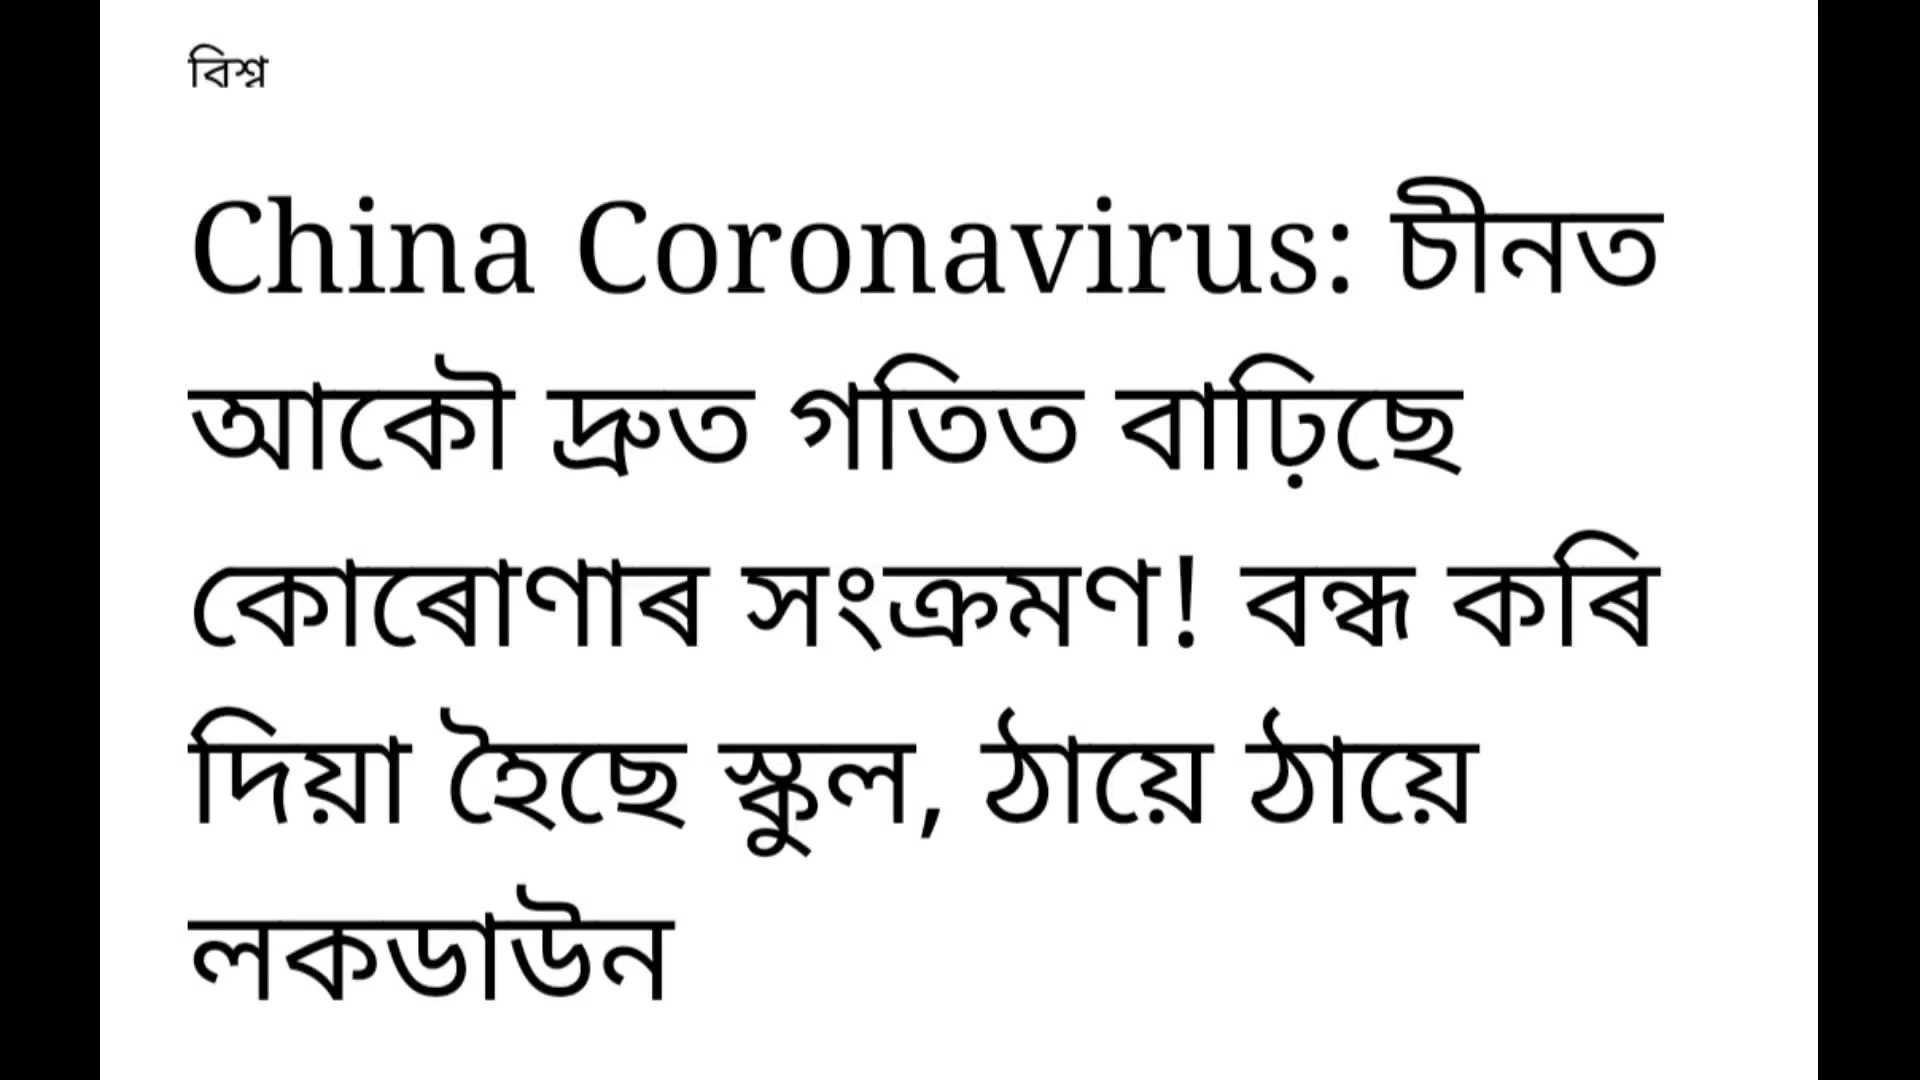 বিশ্ব
China Coronavirus: চীনত
আকৌ দ্ৰুত গতিত বাঢ়িছে
কোৰোণাৰ সংক্ৰমণ! বন্ধ কৰি
দিয়া হৈছে স্কুল, ঠায়ে ঠায়ে
লকডাউন